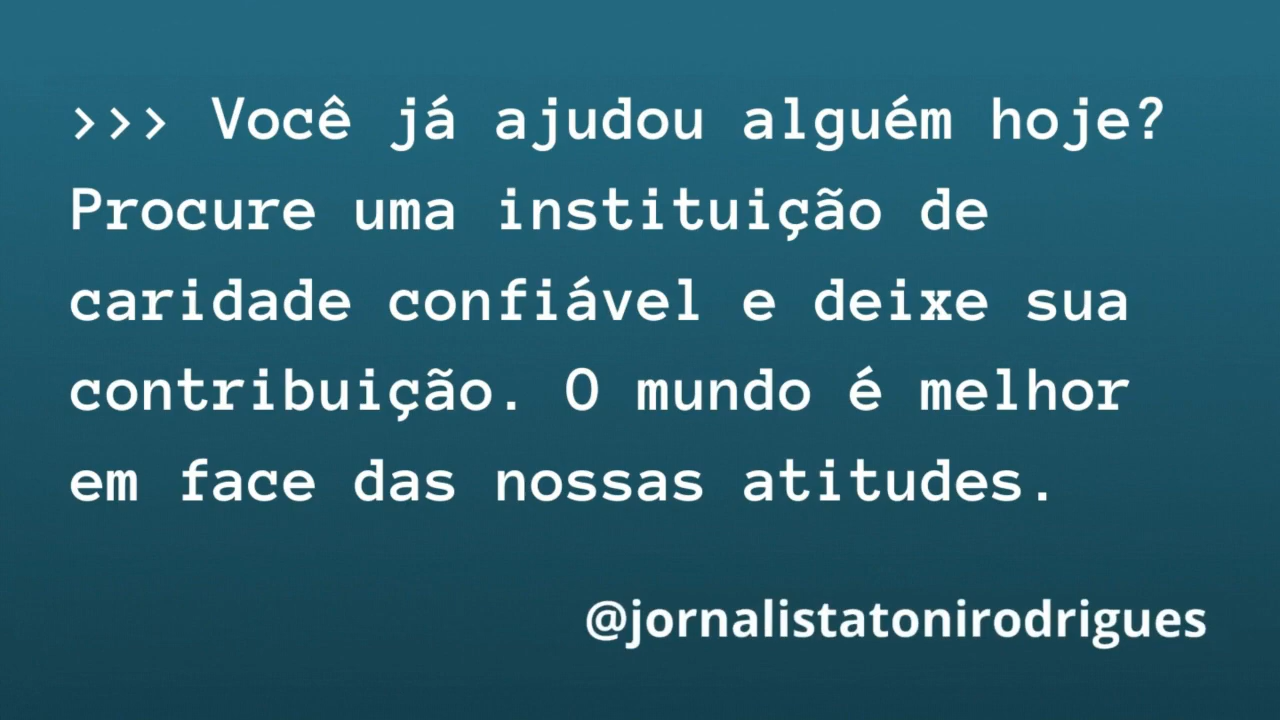 >>> Você já ajudou alguém hoje?
Procure uma instituição de
caridade confiável e deixe sua
contribuição. O mundo é melhor
em face das nossas atitudes.
@jornalistatonirodrigues